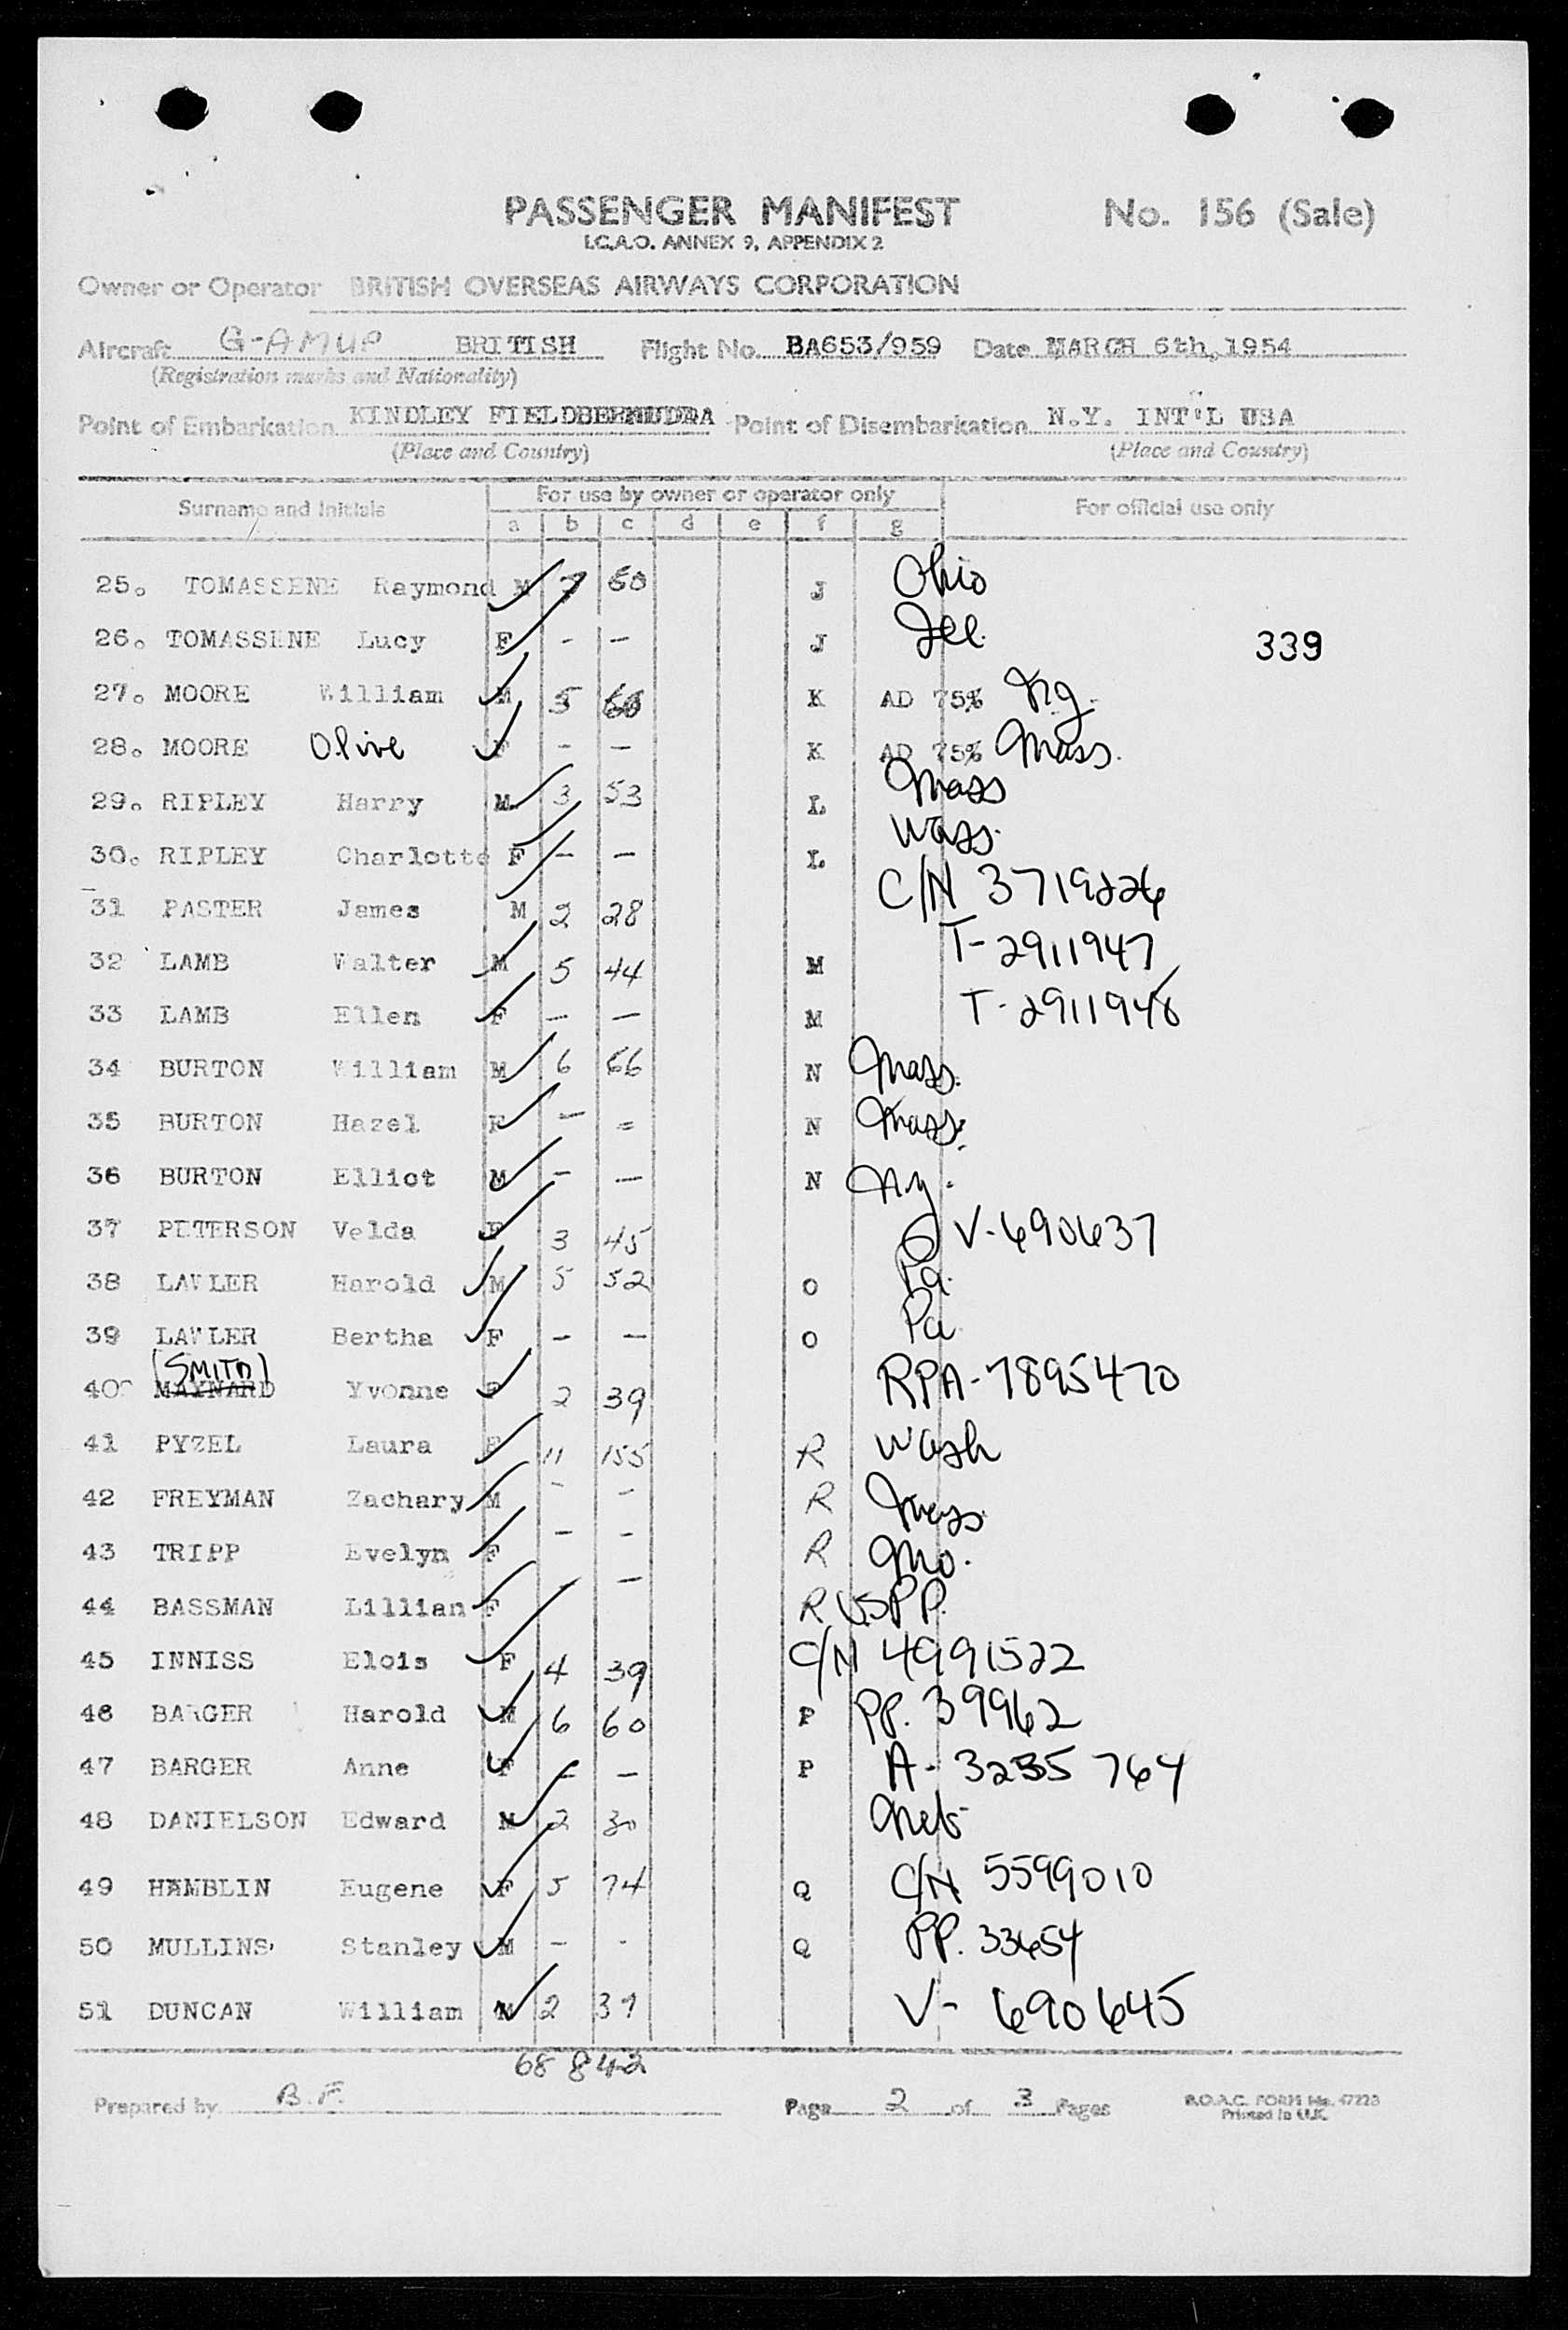 PASSENGER MANIFEST No. 156 (Sale)
I.C.A.O. ANNEX 9, APPENDIX 2
Owner or Operator BRITISH OVERSEAS AIRWAYS CORPORATION
Aircraft G-AMUP BRITISH Flight No. BA653/959 Date MARCH 6th, 1954
(Registration marks and Nationality)
Point of Embarkation KINDLEY FIELD BERMUDA Point of Disembarkation N.Y. INT'L USA
(Place and Country) (Place and Country)
Surname and Initials For use by owner or operator only For official use only
a b c d e f g
25. TOMASSENE Raymond M 7 60 J Ohio
26. TOMASSENE Lucy F - - J Ill. 339
27. MOORE William M 5 K AD 75% Ny.
28. MOORE Olive F - - K AD 75% Mass.
29. RIPLEY Harry M 3 53 L Mass
30. RIPLEY Charlotte F - - L Mass.
31 PASTER James M 2 28 C/N 3719226
32 LAMB Walter M 5 44 M T-2911947
33 LAMB Ellen F - - M T-2911948
34 BURTON William M 6 66 N Mass.
35 BURTON Hazel F - = N Mass.
36 BURTON Elliot M - - N Ny.
37 PETERSON Velda F 3 45 V-690637
38 LAWLER Harold M 5 52 O Pa.
39 LAWLER Bertha F - - O Pa
(SMITH)
40 MAYNARD Yvonne F 2 39 RPA-7895470
41 PYZEL Laura F 11 155 R Wash
42 FREYMAN Zachary M - - R
43 TRIPP Evelyn F - - R Mo.
44 BASSMAN Lillian F - - R USPP.
45 INNISS Elois F 4 39 C/N 4991522
46 BARGER Harold M 6 60 P PP. 39962
47 BARGER Anne F - - P A-3235764
48 DANIELSON Edward M 2 30 Neb
49 HAMBLIN Eugene F 5 74 Q C/N 5599010
50 MULLINS Stanley M - - Q PP. 33654
51 DUNCAN William M 2 37 V- 690645
68 842
Prepared by B.F. Page 2 of 3 Pages B.O.A.C. FORM No. 47223
Printed in U.K.